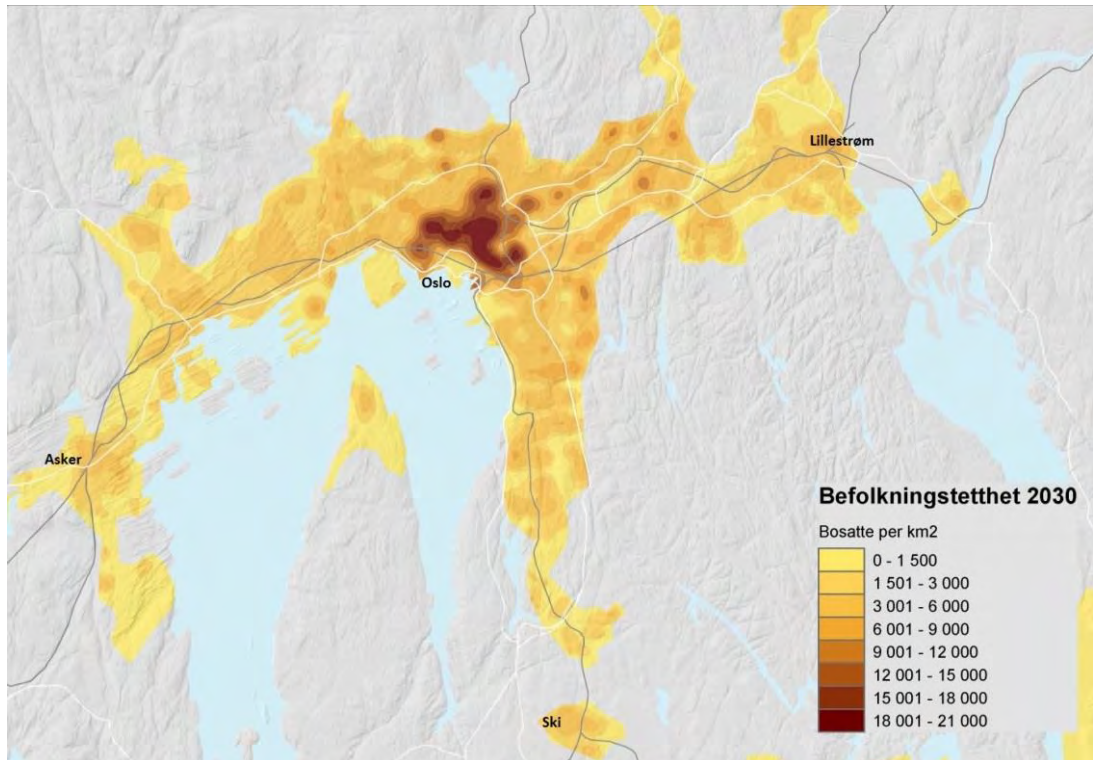 Lillestrøm
Oslo
Asker
Ski
Befolkningstetthet 2030
Bosatte per km2
0 - 1 500
1 501 - 3 000
3 001 - 6 000
6 001 - 9 000
9 001 - 12 000
12 001 - 15 000
15 001 - 18 000
18 001 - 21 000